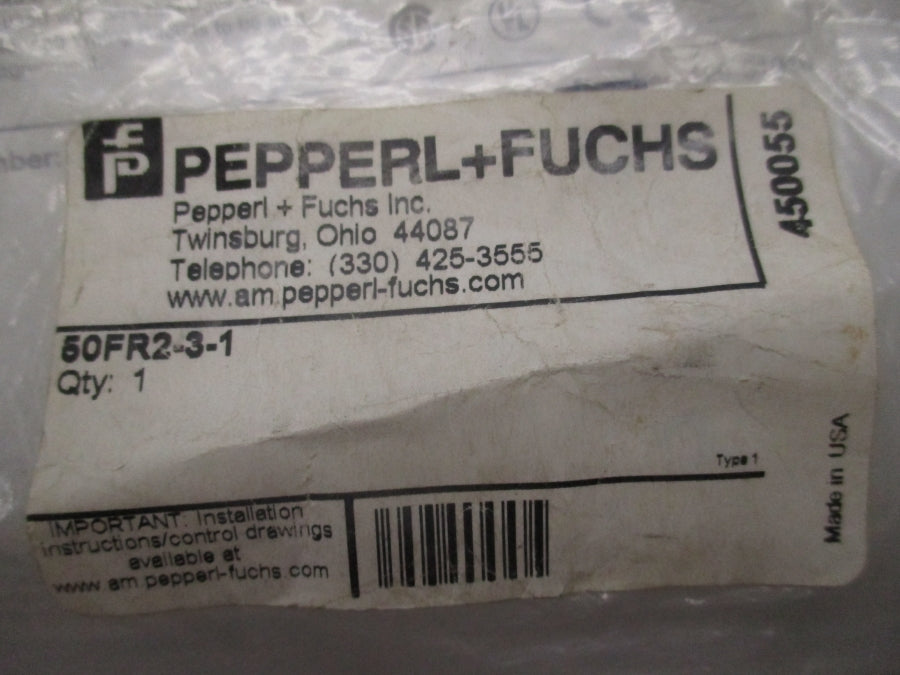 PEPPERL+FUCHS
Pepperl + Fuchs Inc.
Twinsburg, Ohio 44087
Telephone: (330) 425-3555
www.am.pepperl-fuchs.com
450055
50FR2-3-1
Qty: 1
Type 1
Made in USA
IMPORTANT: Installation
instructions/control drawings
available at
www.am.pepperl-fuchs.com